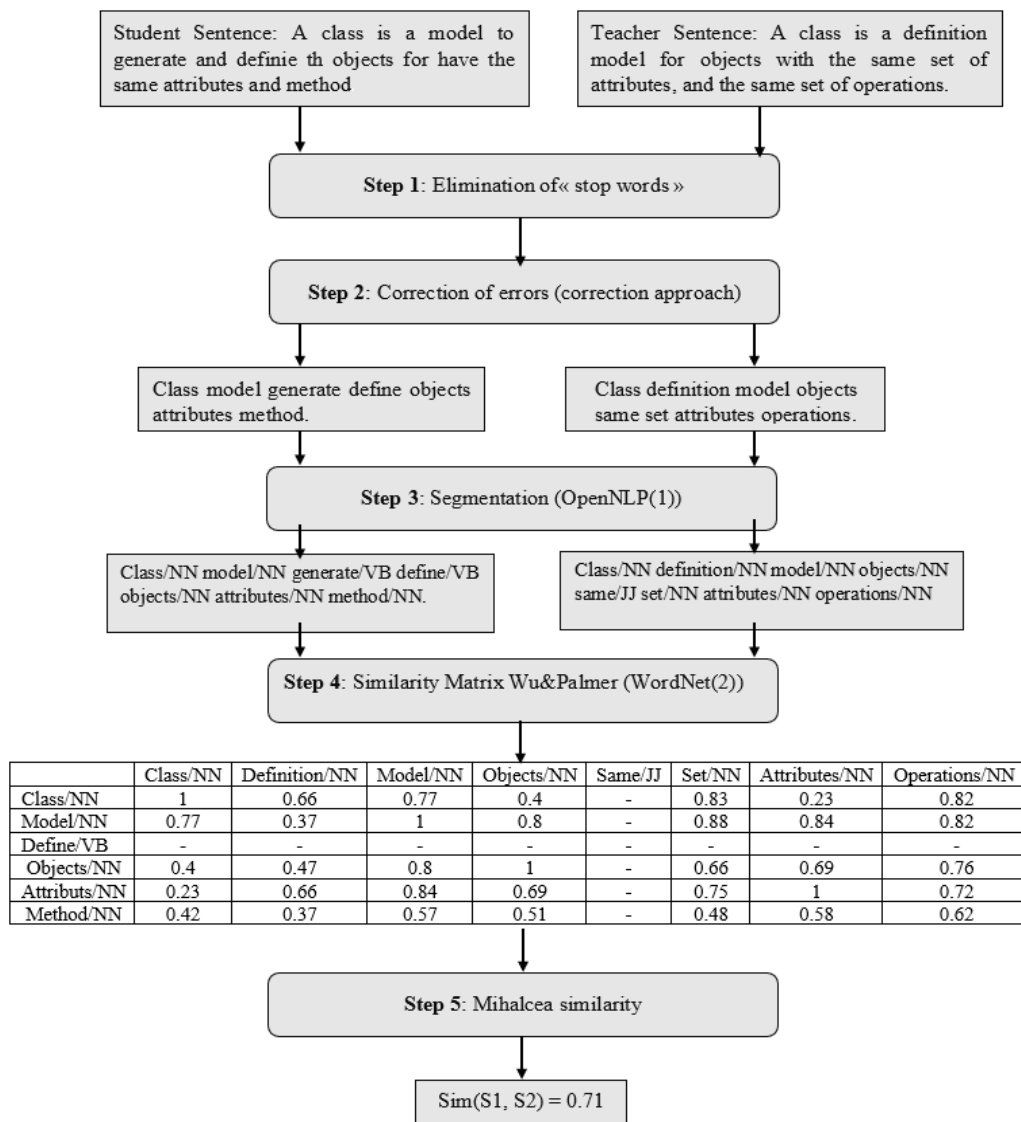 Student Sentence: A class is a model to
generate and definie th objects for have the
same attributes and method
Teacher Sentence: A class is a definition
model for objects with the same set of
attributes, and the same set of operations.
Step 1: Elimination of« stop words »
Step 2: Correction of errors (correction approach)
Class model generate define objects
attributes method.
Class definition model objects
same set attributes operations.
Step 3: Segmentation (OpenNLP(1))
Class/NN model/NN generate/VB define/VB
objects/NN attributes/NN method/NN.
Class/NN definition/NN model/NN objects/NN
same/JJ set/NN attributes/NN operations/NN
Step 4: Similarity Matrix Wu&Palmer (WordNet(2))
Class/NN Definition/NN Model/NN Objects/NN Same/JJ Set/NN Attributes/NN Operations/NN
Class/NN 1 0.66 0.77 0.4 - 0.83 0.23 0.82
Model/NN 0.77 0.37 1 0.8 - 0.88 0.84 0.82
Define/VB - - - - - - - -
Objects/NN 0.4 0.47 0.8 1 - 0.66 0.69 0.76
Attributs/NN 0.23 0.66 0.84 0.69 - 0.75 1 0.72
Method/NN 0.42 0.37 0.57 0.51 - 0.48 0.58 0.62
Step 5: Mihalcea similarity
Sim(S1, S2) = 0.71